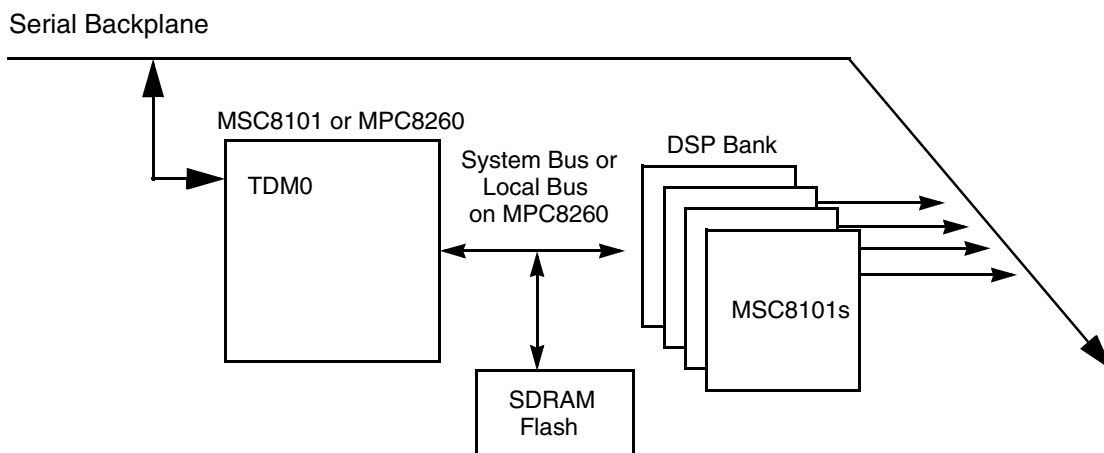 Serial Backplane
MSC8101 or MPC8260
TDM0
System Bus or
Local Bus
on MPC8260
DSP Bank
MSC8101s
SDRAM
Flash